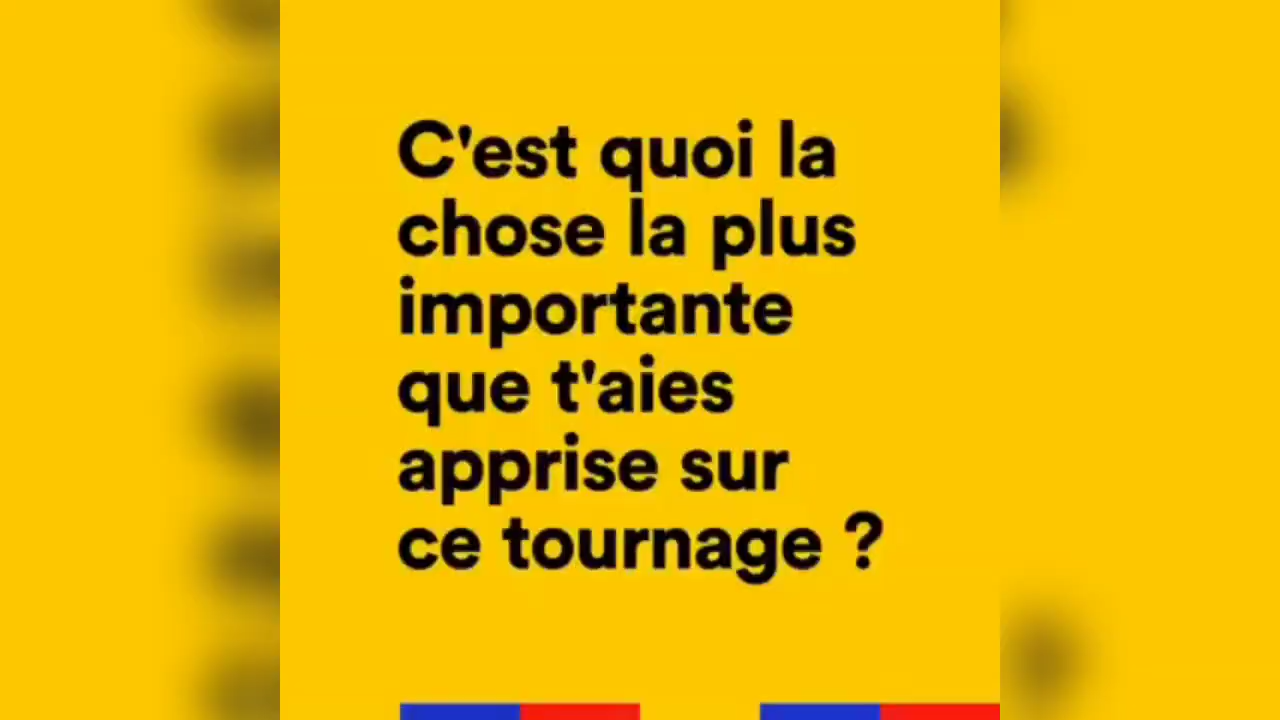 C'est quoi la
chose la plus
importante
que t'aies
apprise sur
ce tournage ?